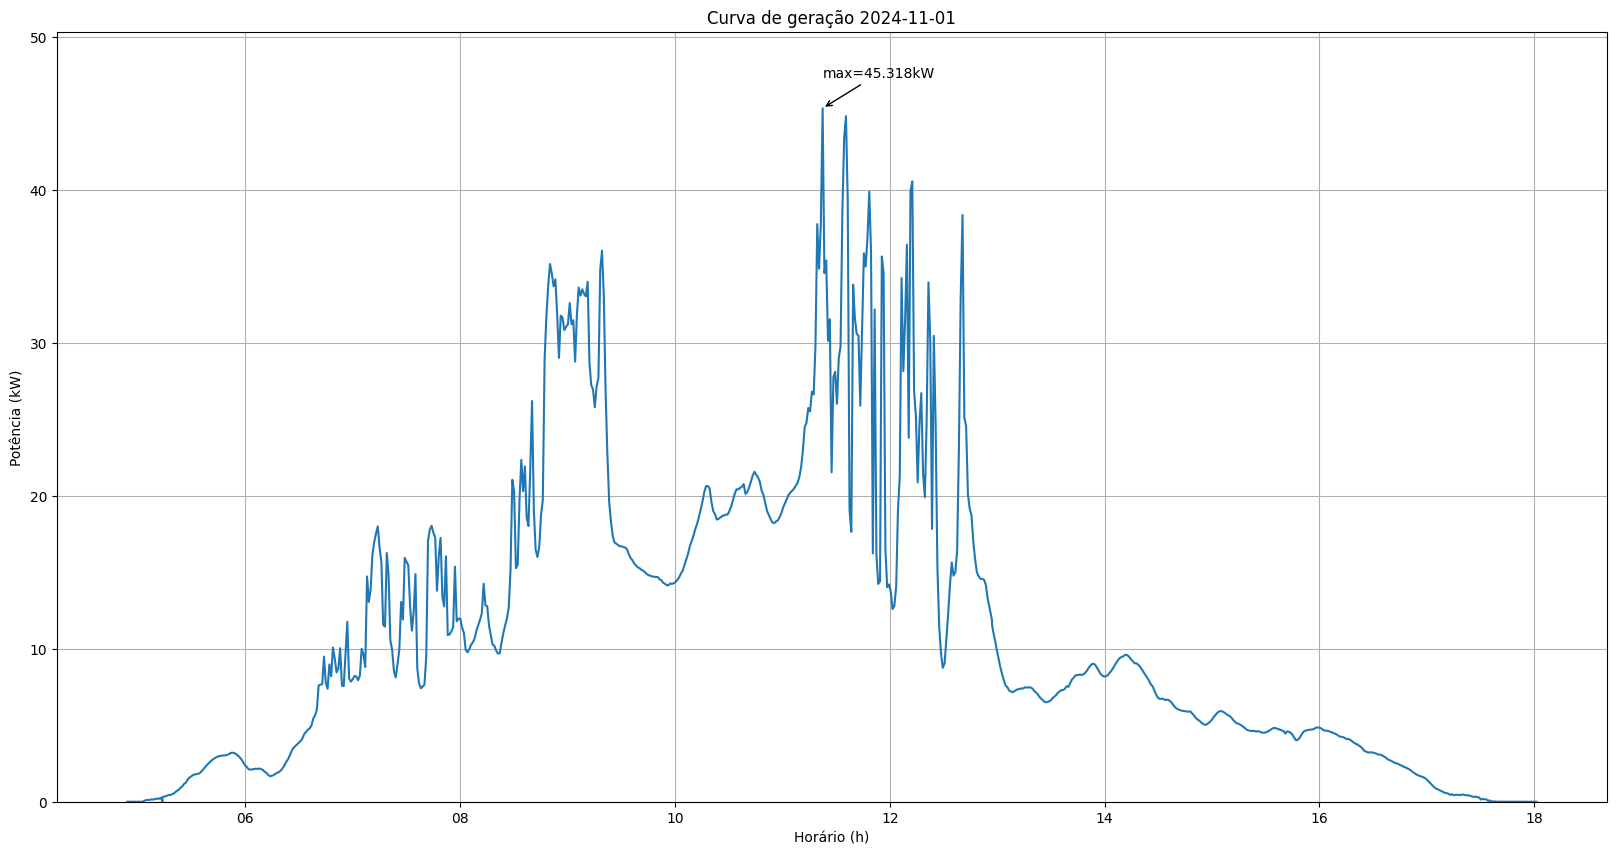 Curva de geração 2024-11-01
50
max=45.318kW
40
30
Potência (kW)
20
10
0
06 08 10 12 14 16 18
Horário (h)